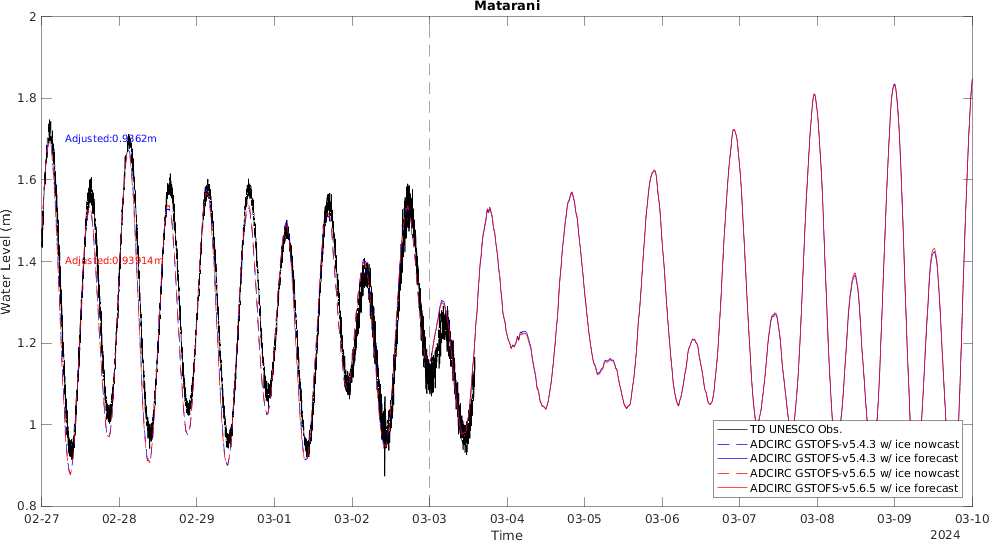 Matarani
Water Level (m)
2
1.8
1.6
1.4
1.2
1
0.8
Adjusted:0.9362m
Adjusted:0.93914m
TD UNESCO Obs.
ADCIRC GSTOFS-v5.4.3 w/ ice nowcast
ADCIRC GSTOFS-v5.4.3 w/ ice forecast
ADCIRC GSTOFS-v5.6.5 w/ ice nowcast
ADCIRC GSTOFS-v5.6.5 w/ ice forecast
02-27 02-28 02-29 03-01 03-02 03-03 03-04 03-05 03-06 03-07 03-08 03-09 03-10
Time
2024